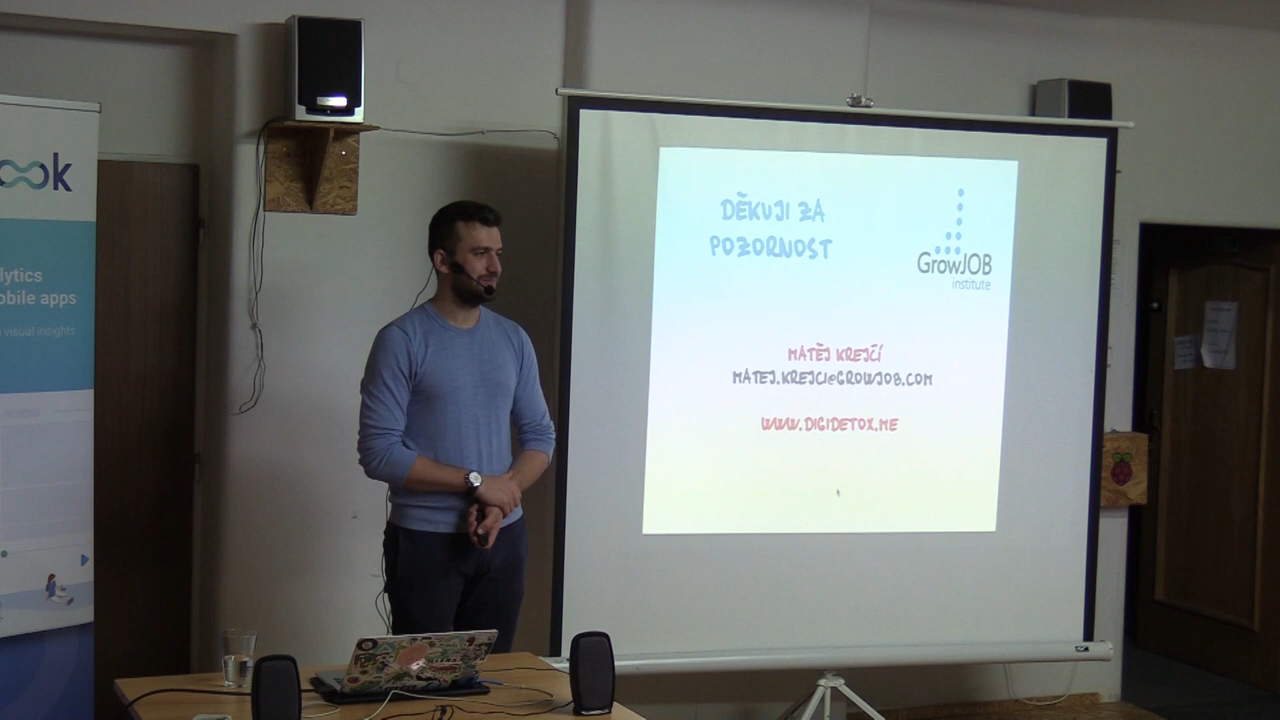 ook
lytics
obile apps
visual insights
DĚKUJI ZA
POZORNOST
GrowJOB
institute
MATĚJ KREJČÍ
MATEJ.KREJCI@GROWJOB.COM
WWW.DIGIDETOX.ME